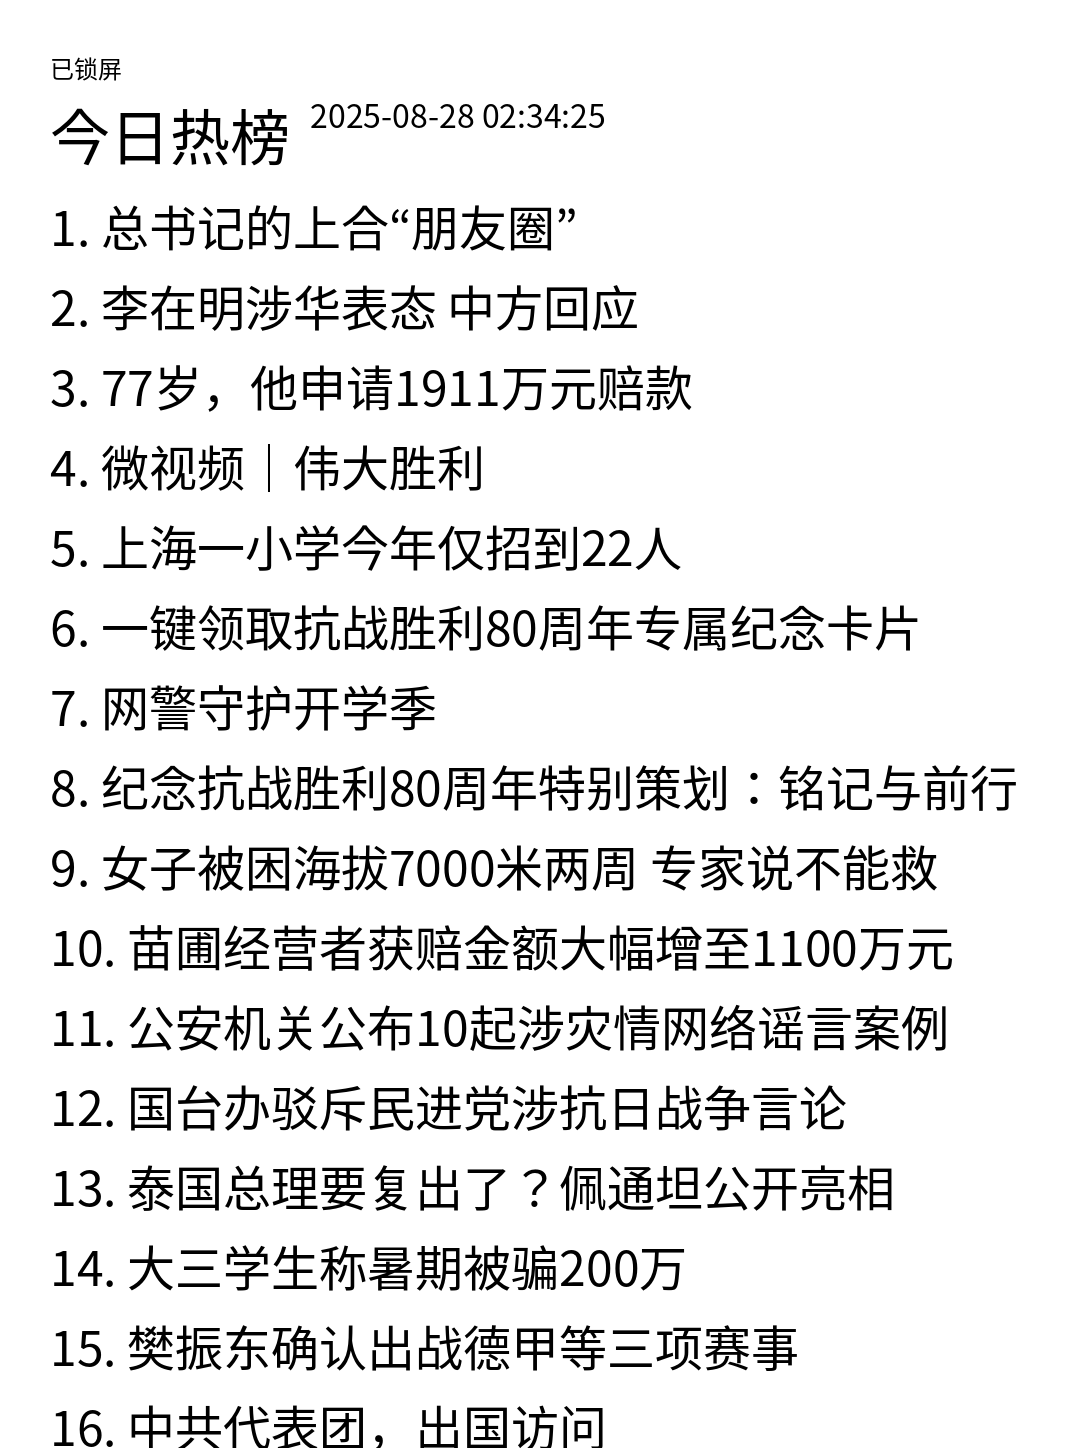 已锁屏
今日热榜 2025-08-28 02:34:25
1. 总书记的上合“朋友圈”
2. 李在明涉华表态 中方回应
3. 77岁，他申请1911万元赔款
4. 微视频｜伟大胜利
5. 上海一小学今年仅招到22人
6. 一键领取抗战胜利80周年专属纪念卡片
7. 网警守护开学季
8. 纪念抗战胜利80周年特别策划：铭记与前行
9. 女子被困海拔7000米两周 专家说不能救
10. 苗圃经营者获赔金额大幅增至1100万元
11. 公安机关公布10起涉灾情网络谣言案例
12. 国台办驳斥民进党涉抗日战争言论
13. 泰国总理要复出了？佩通坦公开亮相
14. 大三学生称暑期被骗200万
15. 樊振东确认出战德甲等三项赛事
16. 中共代表团，出国访问